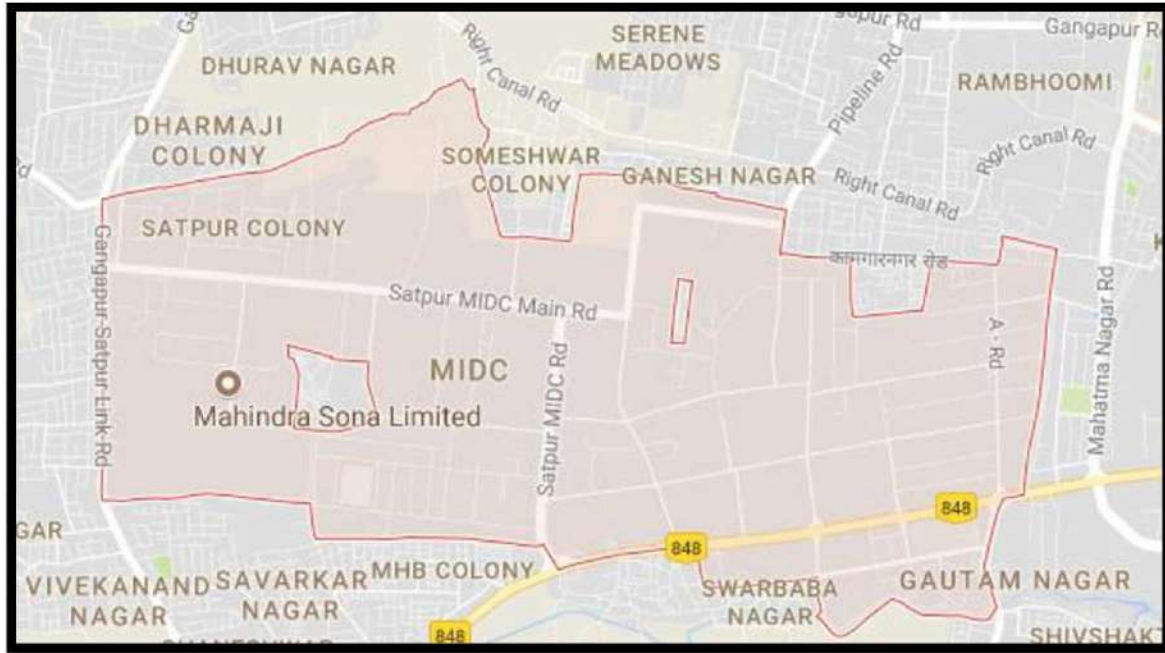 gapur Rd
Gangapur R
SERENE
MEADOWS
DHURAV NAGAR
Right Canal Rd
Pipeline Rd
RAMBHOOMI
DHARMAJI
COLONY
Right Canal Rd
SOMESHWAR
COLONY
GANESH NAGAR
Right Canal Rd
SATPUR COLONY
कामगारनगर रोड
Gangapur-Satpur-Link-Rd
Satpur MIDC Main Rd
A - Rd
Mahatma Nagar Rd
MIDC
Mahindra Sona Limited
Satpur MIDC Rd
848
848
GAR
MHB COLONY
VIVEKANAND
NAGAR
SAVARKAR
NAGAR
SWARBABA
NAGAR
GAUTAM NAGAR
848
SHIVSHAKT